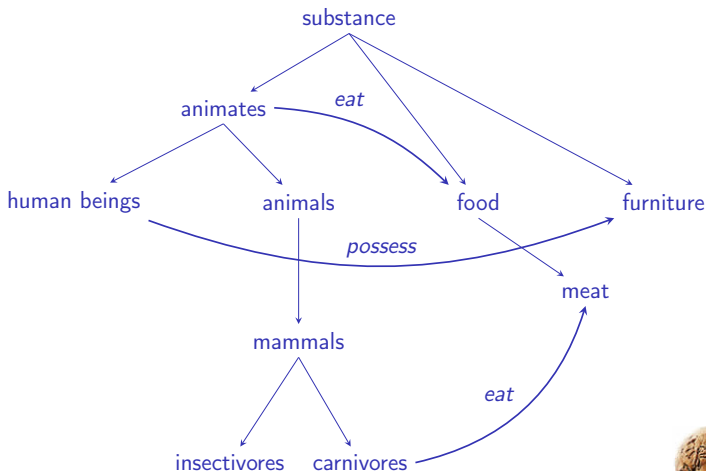 substance
eat
animates
human beings
animals
food
furniture
possess
meat
mammals
eat
insectivores
carnivores